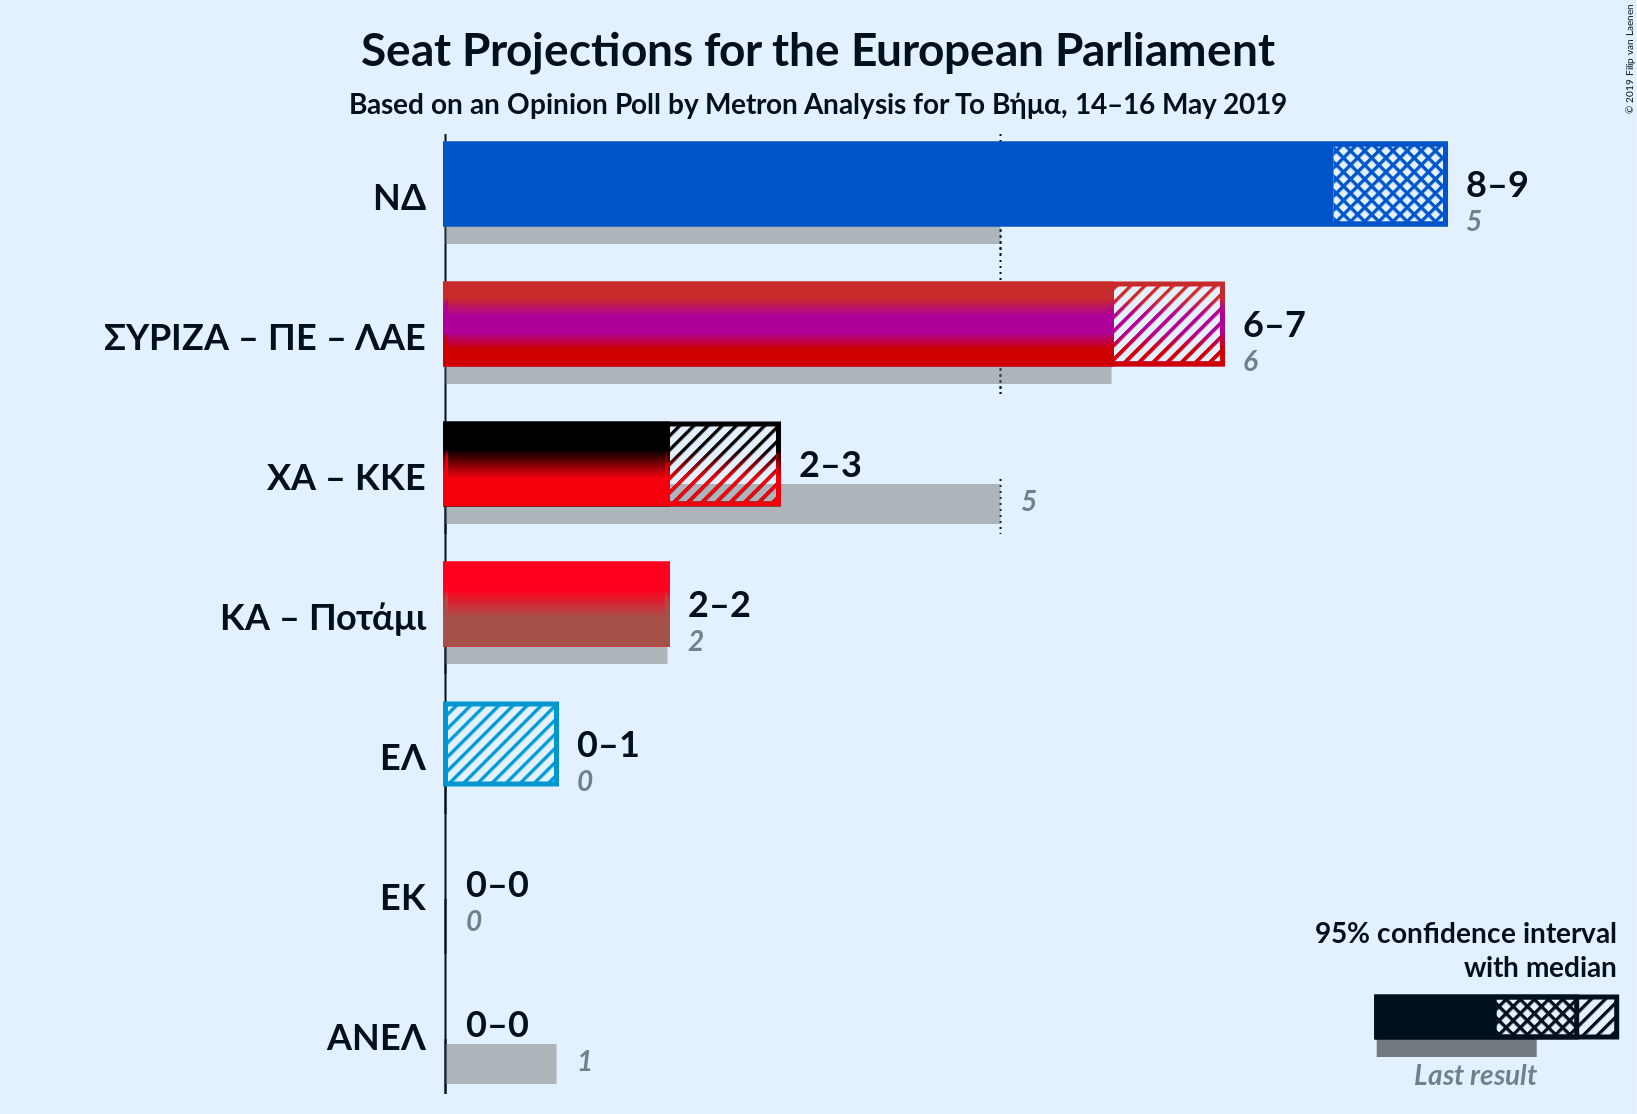 Seat Projections for the European Parliament
Based on an Opinion Poll by Metron Analysis for Το Βήμα, 14–16 May 2019
© 2019 Filip van Laenen
ΝΔ
8–9
5
ΣΥΡΙΖΑ – ΠΕ – ΛΑΕ
6–7
6
ΧΑ – ΚΚΕ
2–3
5
ΚΑ – Ποτάμι
2–2
2
ΕΛ
0–1
0
ΕΚ
0–0
0
ΑΝΕΛ
0–0
1
95% confidence interval
with median
Last result